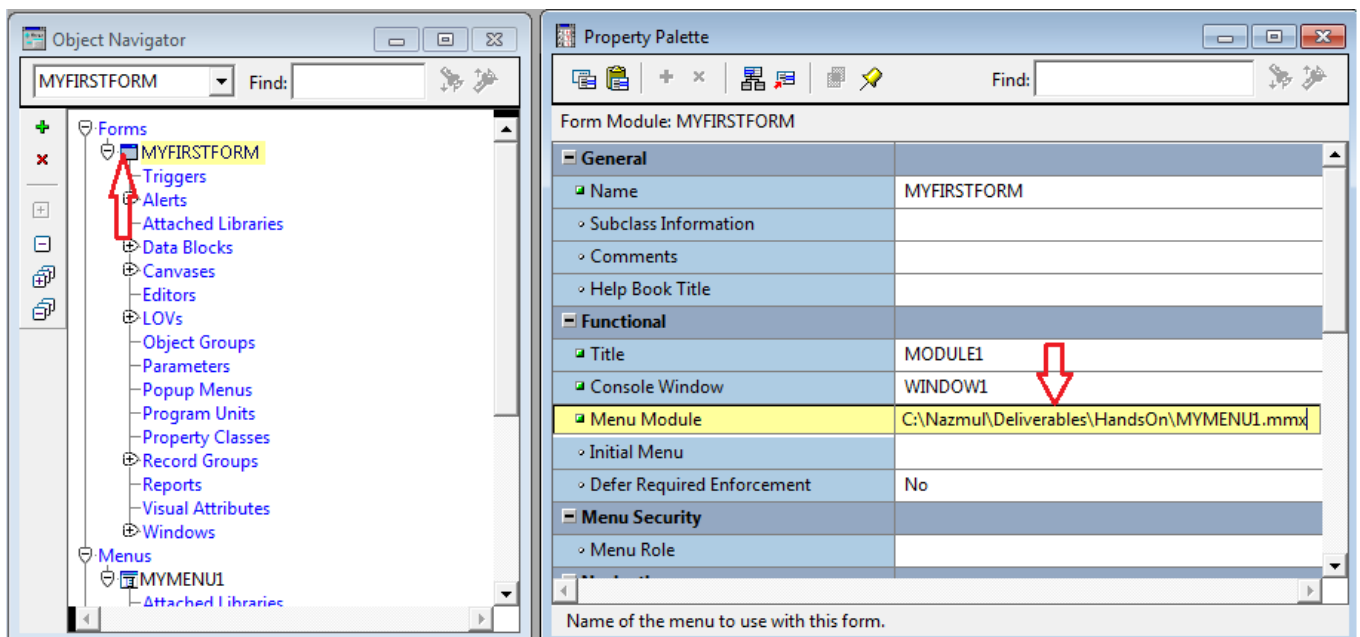 Object Navigator
MYFIRSTFORM
Find:
Forms
MYFIRSTFORM
Triggers
Alerts
Attached Libraries
Data Blocks
Canvases
Editors
LOVs
Object Groups
Parameters
Popup Menus
Program Units
Property Classes
Record Groups
Reports
Visual Attributes
Windows
Menus
MYMENU1
Attached Libraries
Property Palette
Find:
Form Module: MYFIRSTFORM
General
Name MYFIRSTFORM
Subclass Information
Comments
Help Book Title
Functional
Title MODULE1
Console Window WINDOW1
Menu Module C:\Nazmul\Deliverables\HandsOn\MYMENU1.mmx
Initial Menu
Defer Required Enforcement No
Menu Security
Menu Role
Name of the menu to use with this form.